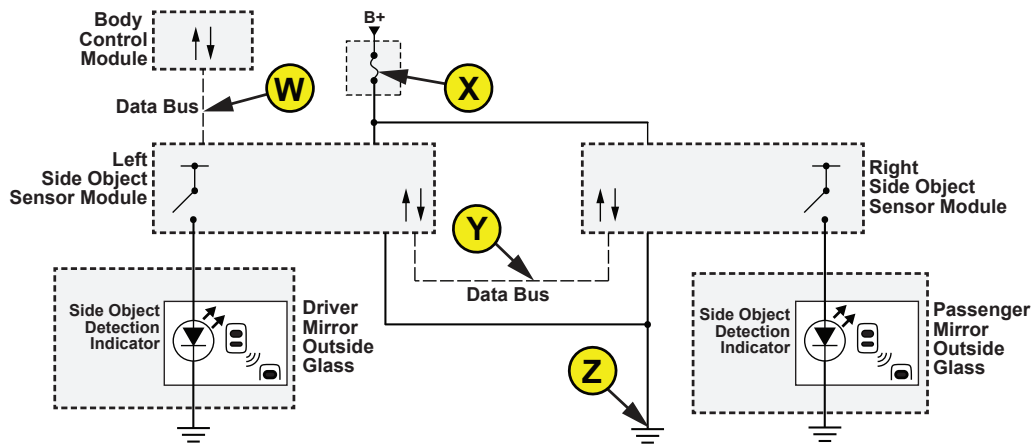 Body
Control
Module
B+
W
X
Data Bus
Left
Side Object
Sensor Module
Right
Side Object
Sensor Module
Y
Data Bus
Side Object
Detection
Indicator
Driver
Mirror
Outside
Glass
Z
Side Object
Detection
Indicator
Passenger
Mirror
Outside
Glass